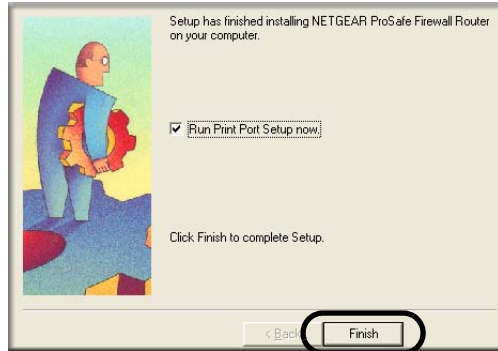 Setup has finished installing NETGEAR ProSafe Firewall Router
on your computer.
Run Print Port Setup now.
Click Finish to complete Setup.
< Back
Finish